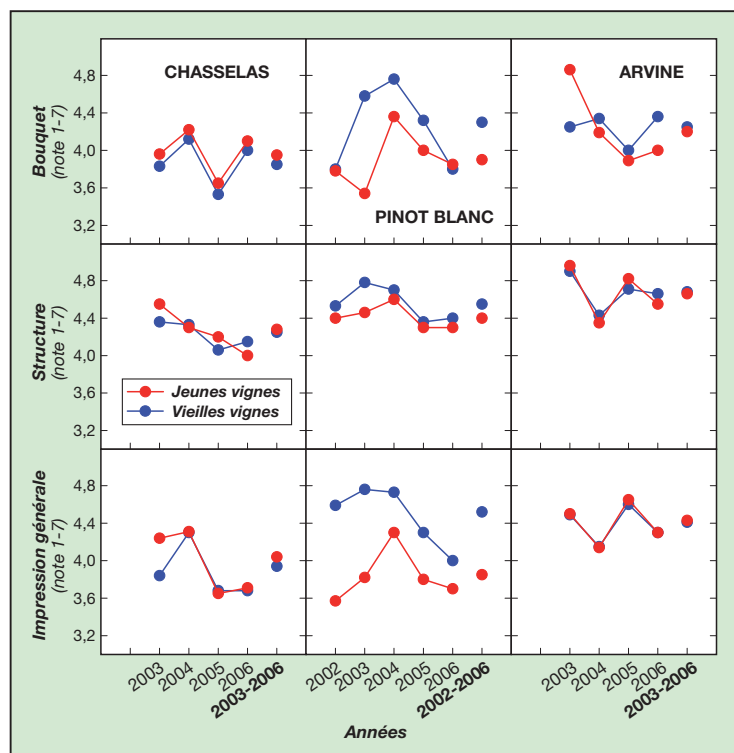 CHASSELAS
PINOT BLANC
ARVINE
Bouquet
(note 1-7)
4,8
4,4
4,0
3,6
3,2
Structure
(note 1-7)
4,8
4,4
4,0
3,6
3,2
Jeunes vignes
Vieilles vignes
Impression générale
(note 1-7)
4,8
4,4
4,0
3,6
3,2
2003 2004 2005 2006 2003-2006
2002 2003 2004 2005 2006 2002-2006
2003 2004 2005 2006 2003-2006
Années